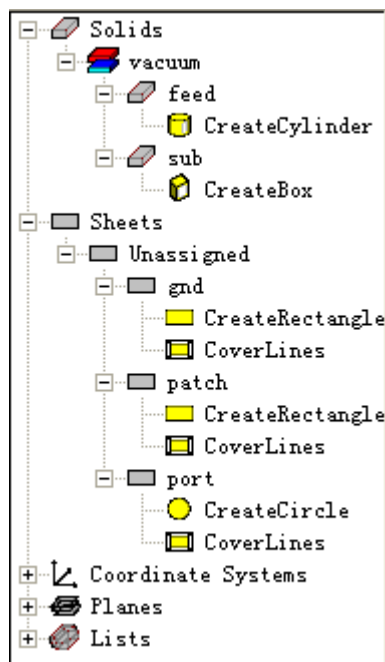 Solids
vacuum
feed
CreateCylinder
sub
CreateBox
Sheets
Unassigned
gnd
CreateRectangle
CoverLines
patch
CreateRectangle
CoverLines
port
CreateCircle
CoverLines
Coordinate Systems
Planes
Lists